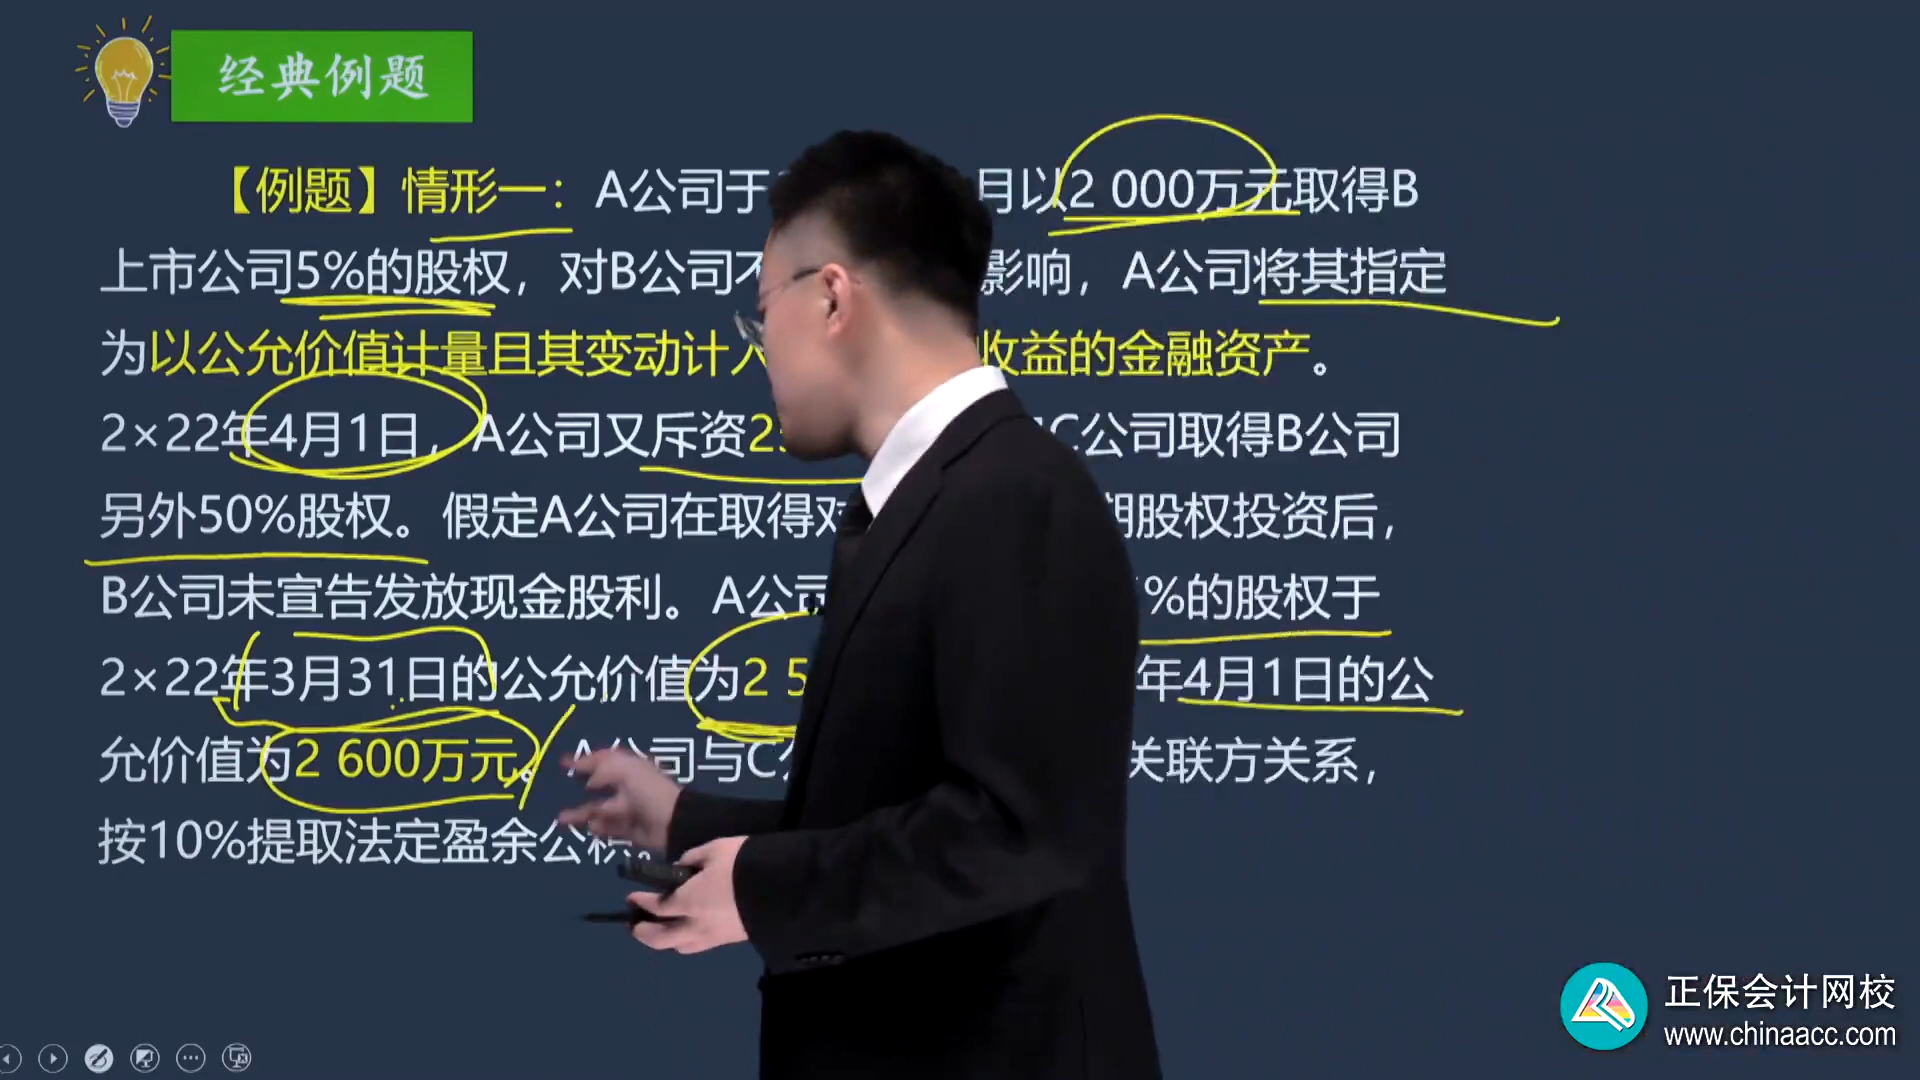 经典例题
【例题】情形一：A公司于 月以2 000万元取得B
上市公司5%的股权，对B公司不 影响，A公司将其指定
为以公允价值计量且其变动计入 收益的金融资产。
2×22年4月1日，A公司又斥资2 C公司取得B公司
另外50%股权。假定A公司在取得对 期股权投资后，
B公司未宣告发放现金股利。A公司 %的股权于
2×22年3月31日的公允价值为2 5 年4月1日的公
允价值为2 600万元。A公司与C公 关联方关系，
按10%提取法定盈余公积。
正保会计网校
www.chinaacc.com